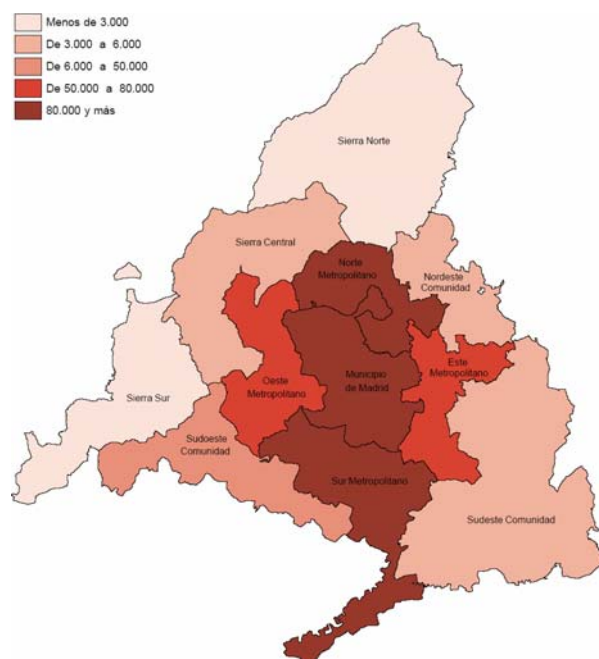 Menos de 3.000
De 3.000 a 6.000
De 6.000 a 50.000
De 50.000 a 80.000
80.000 y más
Sierra Norte
Sierra Central
Norte
Metropolitano
Nordeste
Comunidad
Este
Metropolitano
Oeste
Metropolitano
Municipio
de Madrid
Sierra Sur
Sudoeste
Comunidad
Sur Metropolitano
Sudeste Comunidad